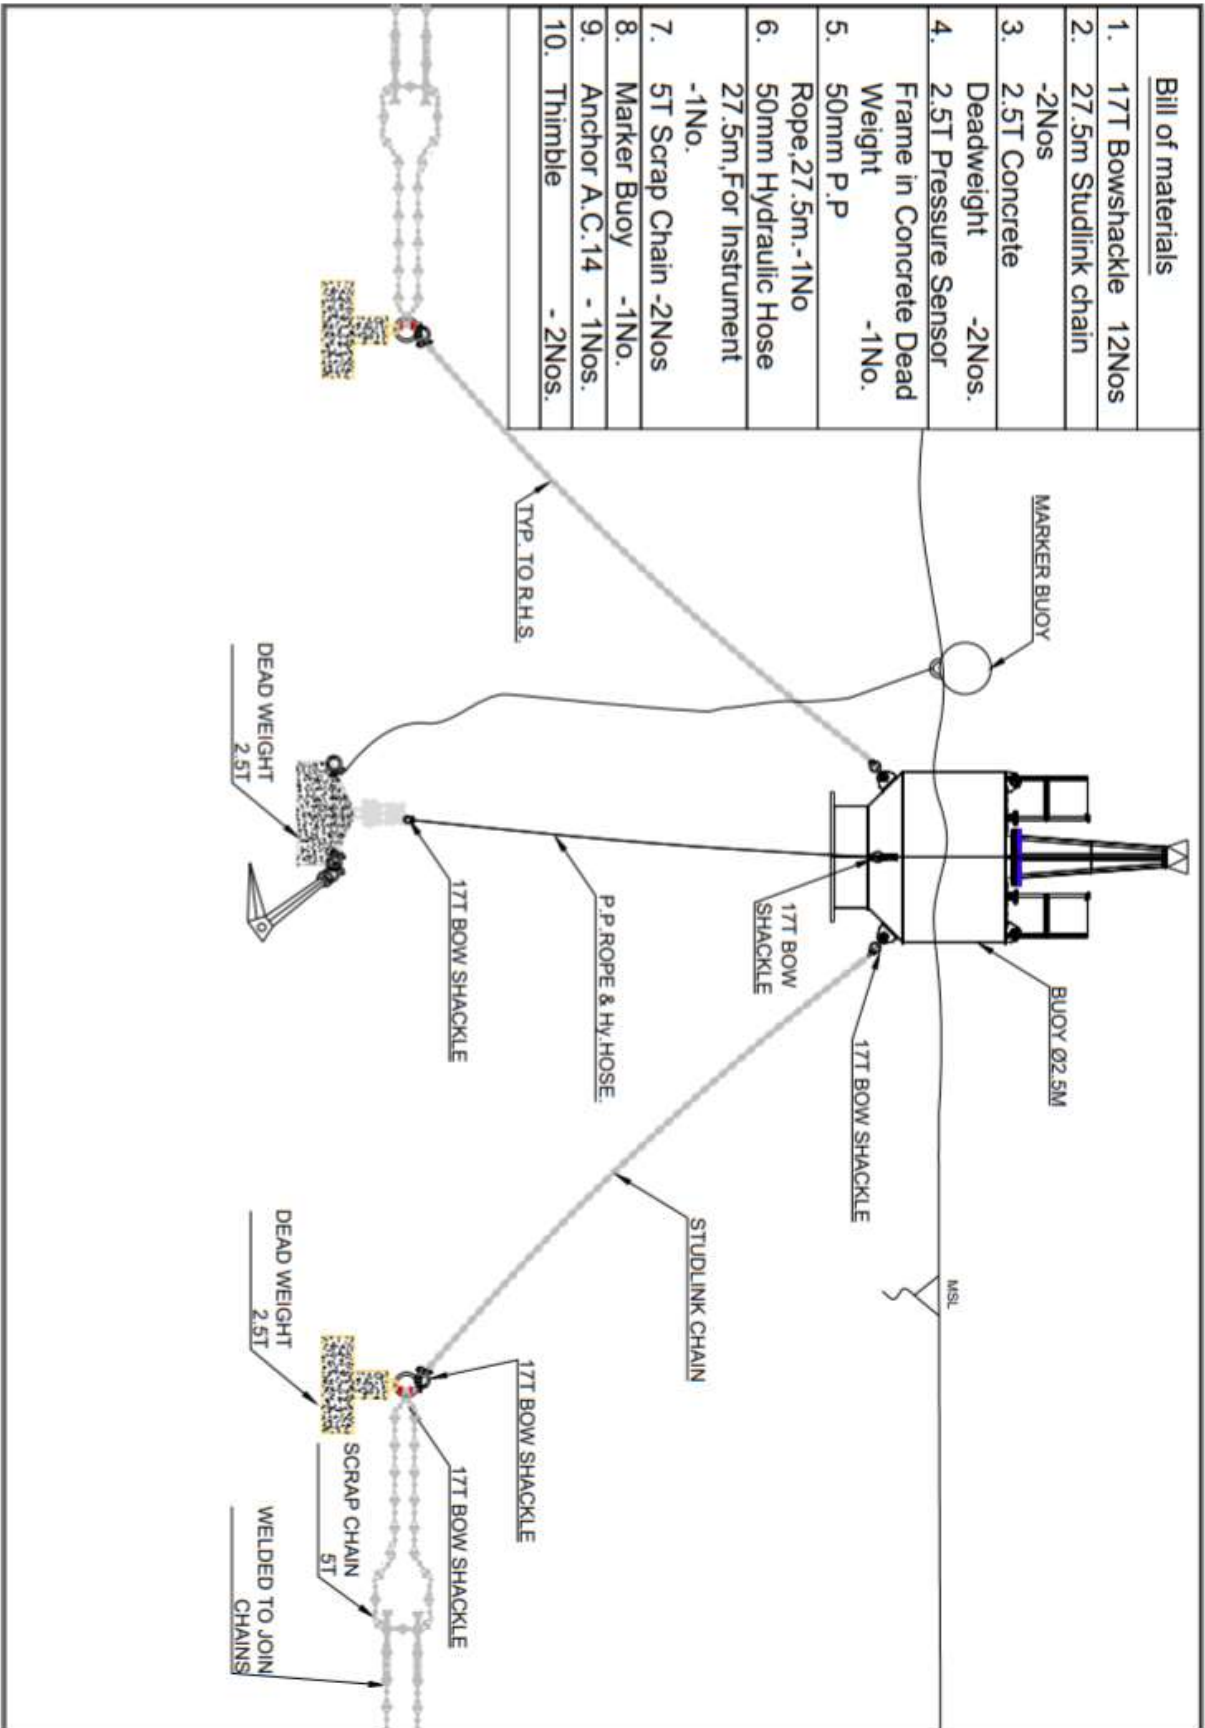 Bill of materials
1. 17T Bowshackle 12Nos
2. 27.5m Studlink chain
-2Nos
3. 2.5T Concrete
Deadweight -2Nos.
4. 2.5T Pressure Sensor
Frame in Concrete Dead
Weight -1No.
5. 50mm P.P
Rope,27.5m.-1No
6. 50mm Hydraulic Hose
27.5m,For Instrument
-1No.
7. 5T Scrap Chain -2Nos
8. Marker Buoy -1No.
9. Anchor A.C.14 - 1Nos.
10. Thimble - 2Nos.
MARKER BUOY
BUOY Ø2.5M
MSL
17T BOW SHACKLE
17T BOW
SHACKLE
STUDLINK CHAIN
P.P.ROPE & Hy.HOSE.
TYP. TO R.H.S.
17T BOW SHACKLE
17T BOW SHACKLE
17T BOW SHACKLE
DEAD WEIGHT
2.5T
DEAD WEIGHT
2.5T
SCRAP CHAIN
5T
WELDED TO JOIN
CHAINS